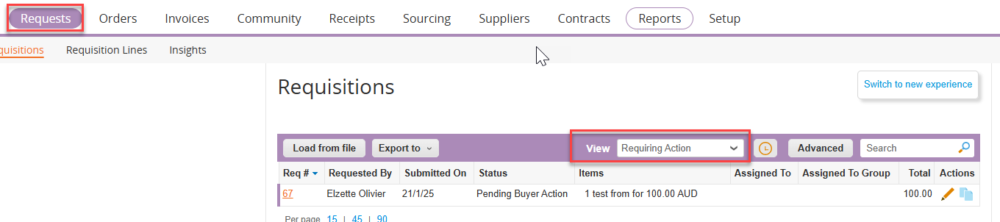 Requests Orders Invoices Community Receipts Sourcing Suppliers Contracts Reports Setup
quisitions Requisition Lines Insights
Requisitions
Switch to new experience
Load from file Export to View Requiring Action Advanced Search
Req # Requested By Submitted On Status Items Assigned To Assigned To Group Total Actions
67 Elzette Olivier 21/1/25 Pending Buyer Action 1 test from for 100.00 AUD 100.00
Per page 15 | 45 | 90